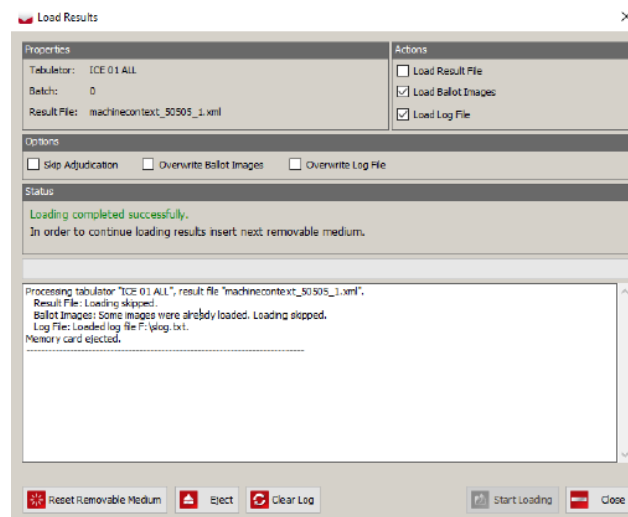 Load Results
Properties
Tabulator: ICE 01 ALL
Batch: 0
Result File: machinecontext_50505_1.xml
Actions
Load Result File
Load Ballot Images
Load Log File
Options
Skip Adjudication Overwrite Ballot Images Overwrite Log File
Status
Loading completed successfully.
In order to continue loading results insert next removable medium.
Processing tabulator "ICE 01 ALL", result file "machinecontext_50505_1.xml".
Result File: Loading skipped.
Ballot Images: Some images were already loaded. Loading skipped.
Log File: Loaded log file F:\slog.txt.
Memory card ejected.
--------------------------------------------------------------------------------
Reset Removable Medium Eject Clear Log Start Loading Close